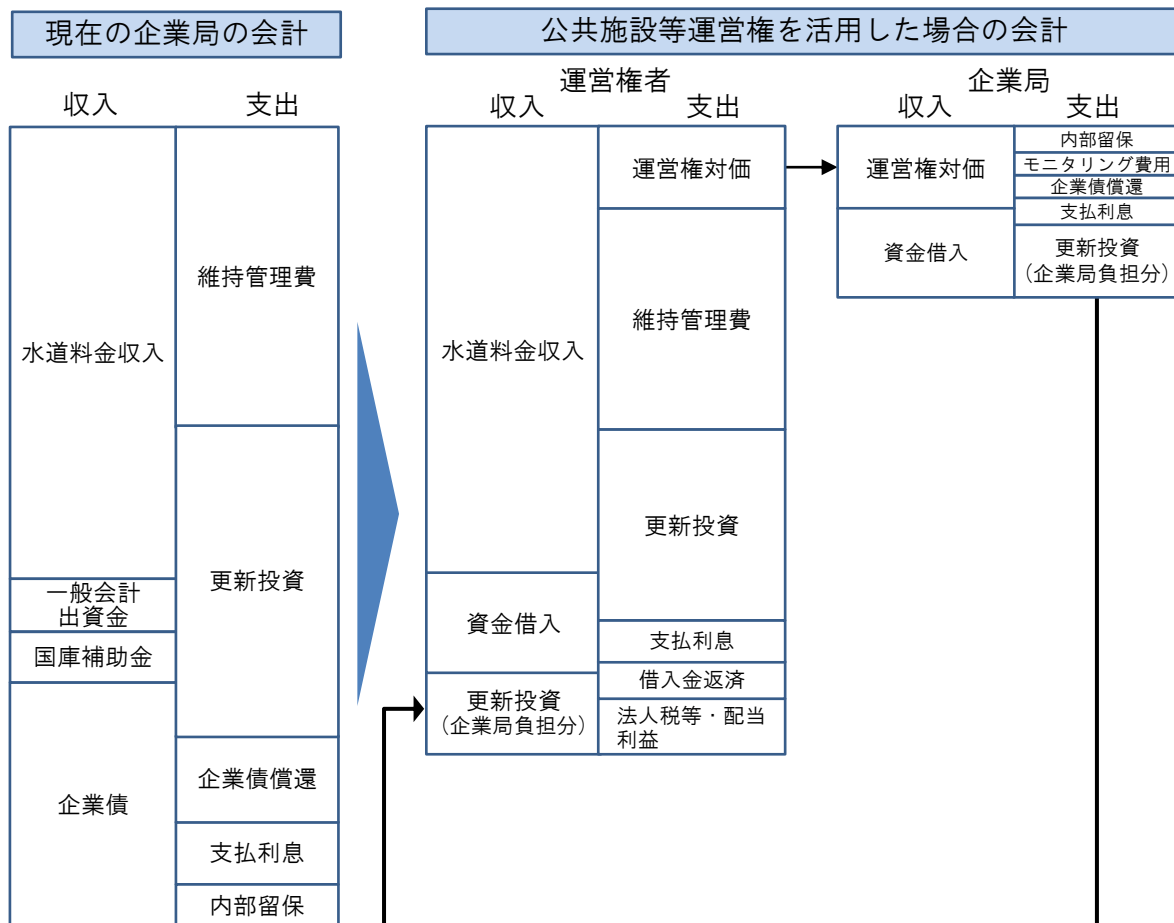 現在の企業局の会計
公共施設等運営権を活用した場合の会計
収入
支出
水道料金収入
一般会計
出資金
国庫補助金
企業債
維持管理費
更新投資
企業債償還
支払利息
内部留保
運営権者
収入
支出
水道料金収入
資金借入
更新投資
（企業局負担分）
運営権対価
維持管理費
更新投資
支払利息
借入金返済
法人税等・配当
利益
企業局
収入
支出
運営権対価
資金借入
内部留保
モニタリング費用
企業債償還
支払利息
更新投資
（企業局負担分）